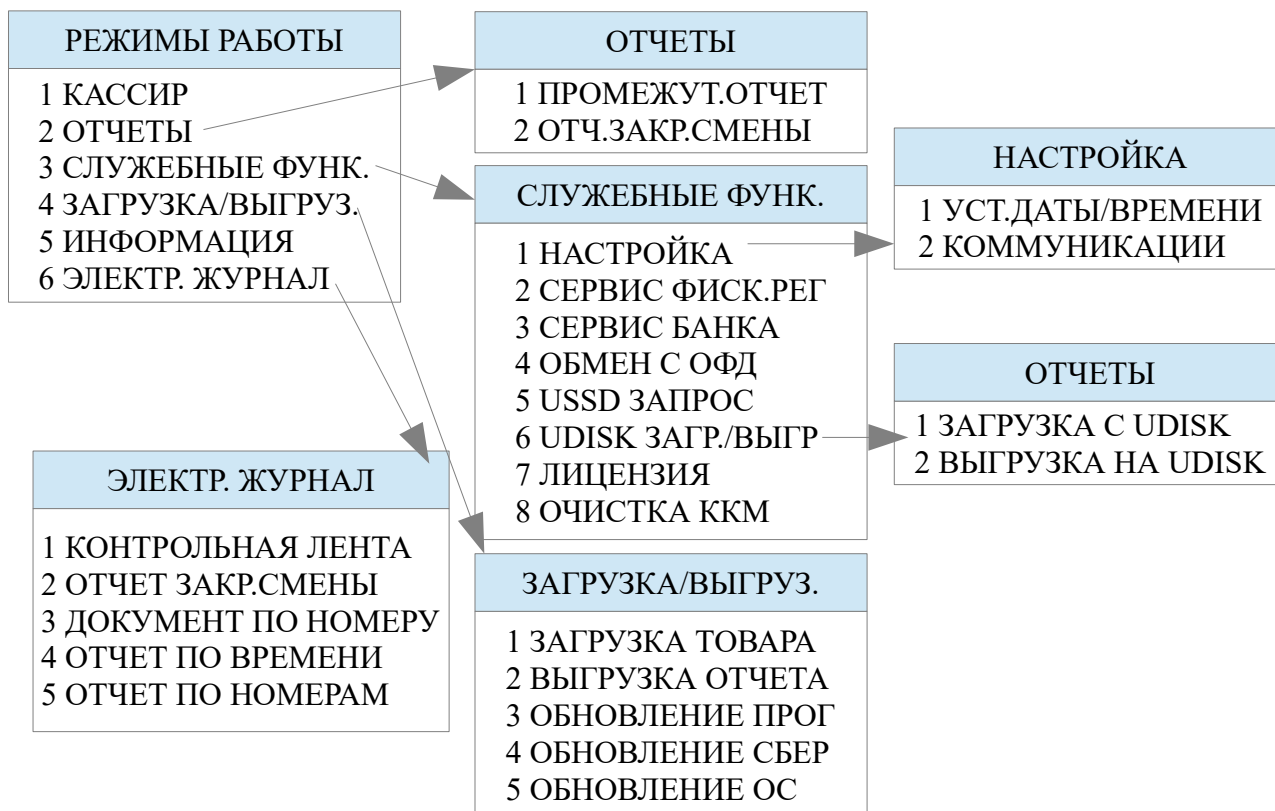 РЕЖИМЫ РАБОТЫ
1 КАССИР
2 ОТЧЕТЫ
3 СЛУЖЕБНЫЕ ФУНК.
4 ЗАГРУЗКА/ВЫГРУЗ.
5 ИНФОРМАЦИЯ
6 ЭЛЕКТР. ЖУРНАЛ
ОТЧЕТЫ
1 ПРОМЕЖУТ.ОТЧЕТ
2 ОТЧ.ЗАКР.СМЕНЫ
СЛУЖЕБНЫЕ ФУНК.
1 НАСТРОЙКА
2 СЕРВИС ФИСК.РЕГ
3 СЕРВИС БАНКА
4 ОБМЕН С ОФД
5 USSD ЗАПРОС
6 UDISK ЗАГР./ВЫГР
7 ЛИЦЕНЗИЯ
8 ОЧИСТКА ККМ
НАСТРОЙКА
1 УСТ.ДАТЫ/ВРЕМЕНИ
2 КОММУНИКАЦИИ
ОТЧЕТЫ
1 ЗАГРУЗКА С UDISK
2 ВЫГРУЗКА НА UDISK
ЭЛЕКТР. ЖУРНАЛ
1 КОНТРОЛЬНАЯ ЛЕНТА
2 ОТЧЕТ ЗАКР.СМЕНЫ
3 ДОКУМЕНТ ПО НОМЕРУ
4 ОТЧЕТ ПО ВРЕМЕНИ
5 ОТЧЕТ ПО НОМЕРАМ
ЗАГРУЗКА/ВЫГРУЗ.
1 ЗАГРУЗКА ТОВАРА
2 ВЫГРУЗКА ОТЧЕТА
3 ОБНОВЛЕНИЕ ПРОГ
4 ОБНОВЛЕНИЕ СБЕР
5 ОБНОВЛЕНИЕ ОС